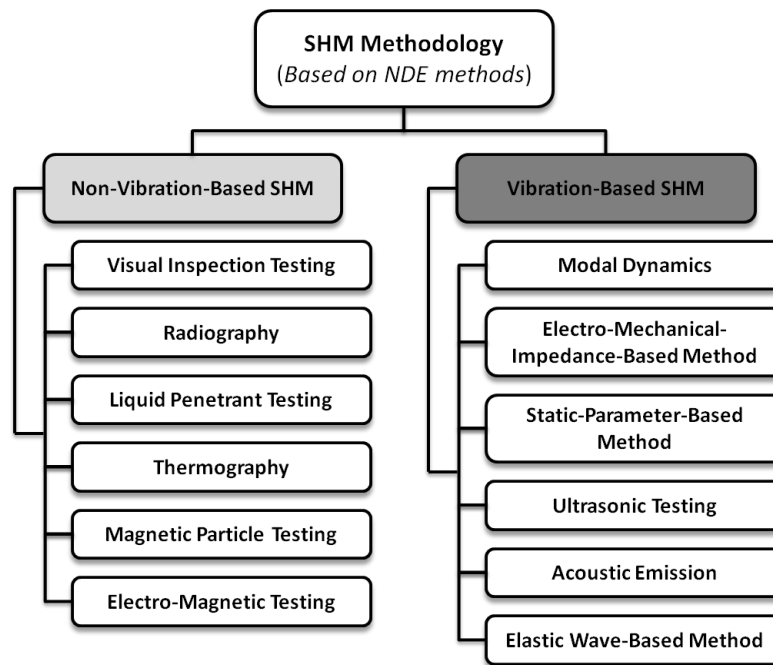 SHM Methodology
(Based on NDE methods)
Non-Vibration-Based SHM
Visual Inspection Testing
Radiography
Liquid Penetrant Testing
Thermography
Magnetic Particle Testing
Electro-Magnetic Testing
Vibration-Based SHM
Modal Dynamics
Electro-Mechanical-
Impedance-Based Method
Static-Parameter-Based
Method
Ultrasonic Testing
Acoustic Emission
Elastic Wave-Based Method